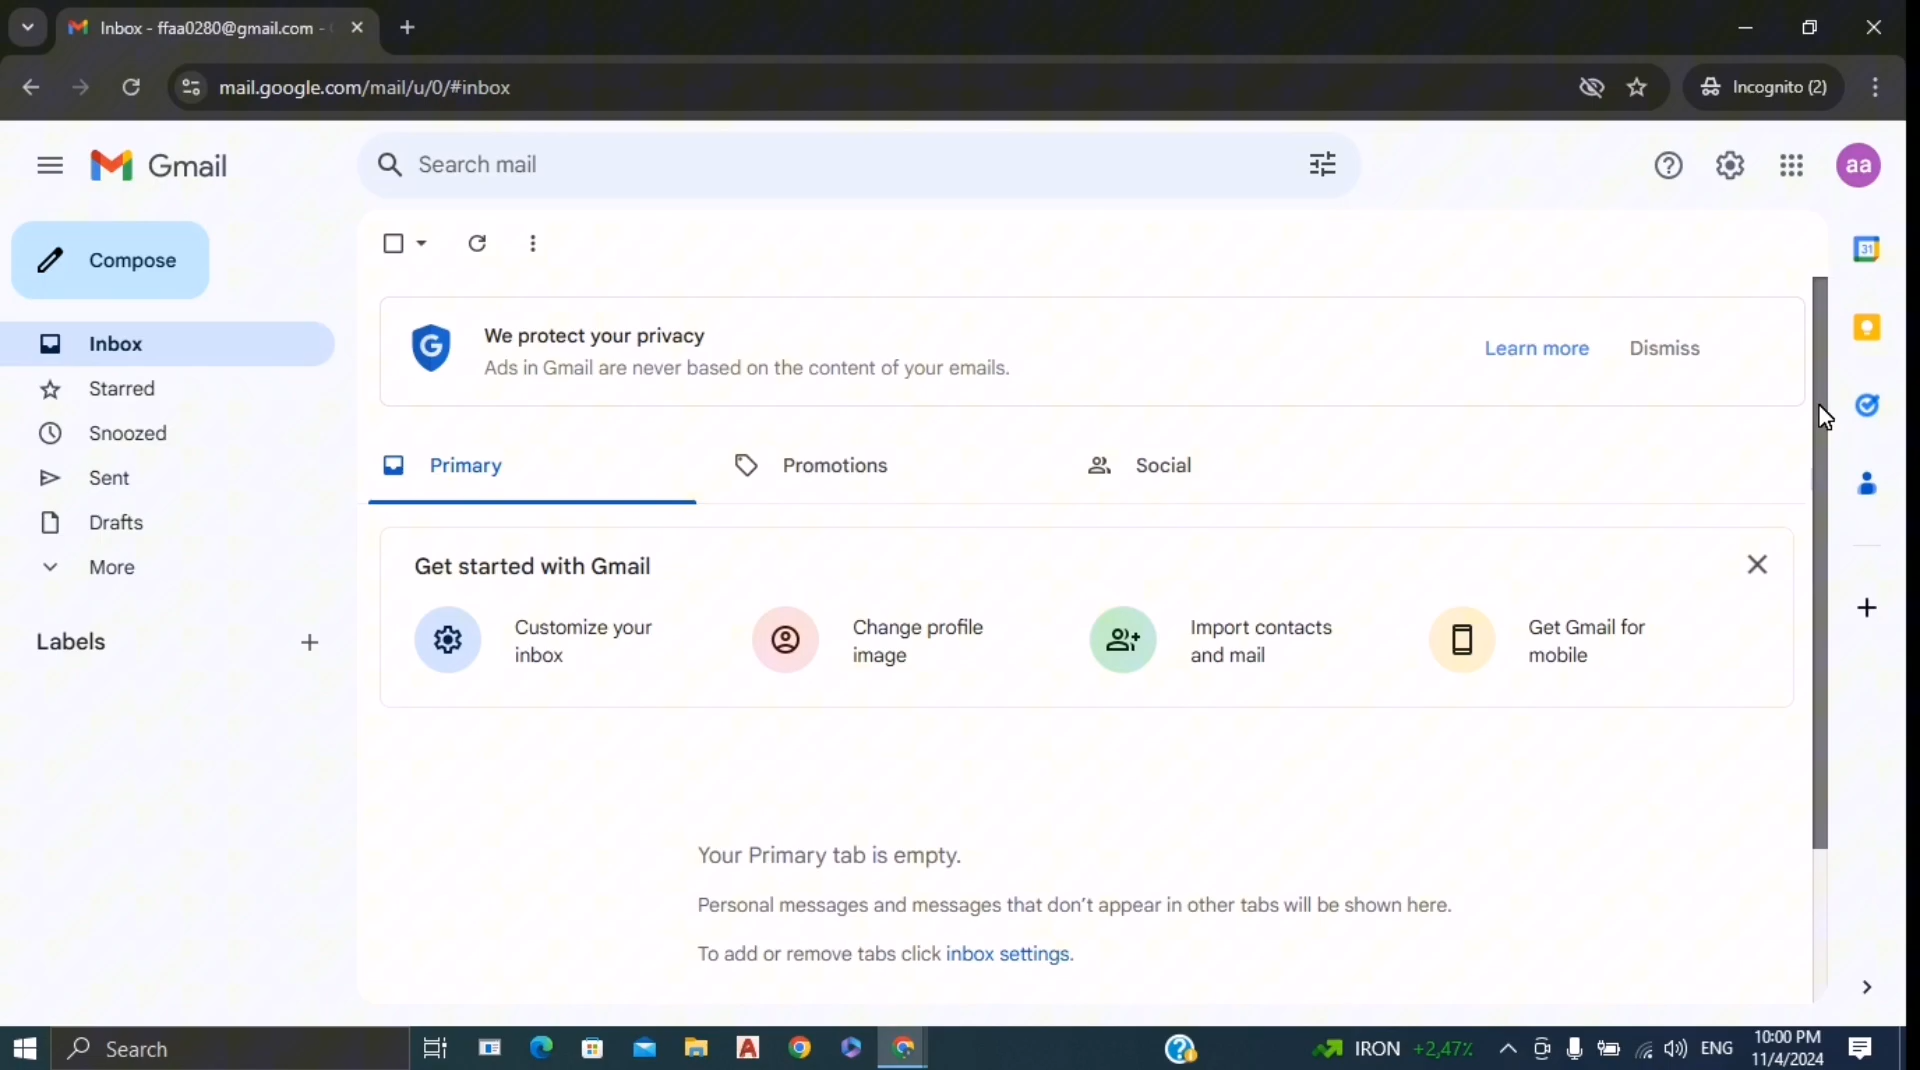 Inbox - ffaa0280@gmail.com -
mail.google.com/mail/u/0/#inbox
Incognito (2)
Gmail
Search mail
aa
Compose
31
We protect your privacy
Ads in Gmail are never based on the content of your emails.
Learn more
Dismiss
Inbox
Starred
Snoozed
Sent
Drafts
More
Labels
Primary
Promotions
Social
Get started with Gmail
Customize your
inbox
Change profile
image
Import contacts
and mail
Get Gmail for
mobile
Your Primary tab is empty.
Personal messages and messages that don't appear in other tabs will be shown here.
To add or remove tabs click inbox settings.
Search
IRON +2,47%
ENG
10:00 PM
11/4/2024